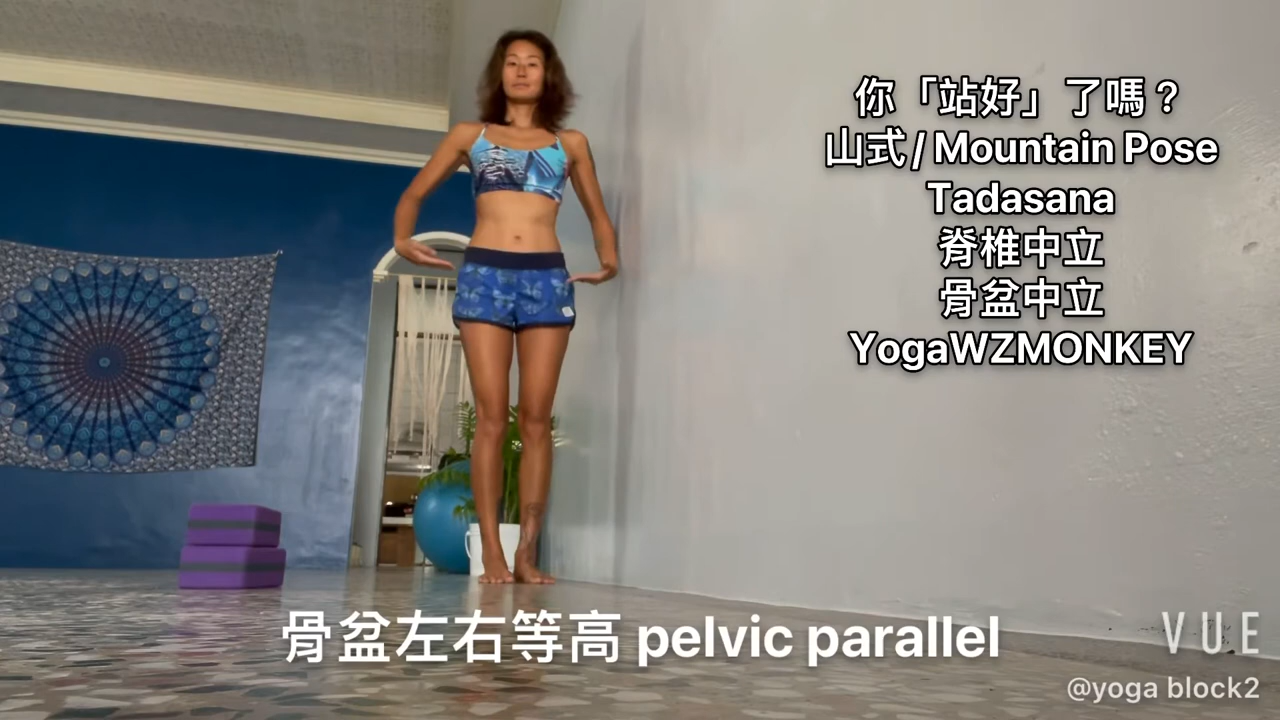 你「站好」了嗎？
山式 / Mountain Pose
Tadasana
脊椎中立
骨盆中立
YogaWZMONKEY
骨盆左右等高 pelvic parallel
VUE
@yoga block2